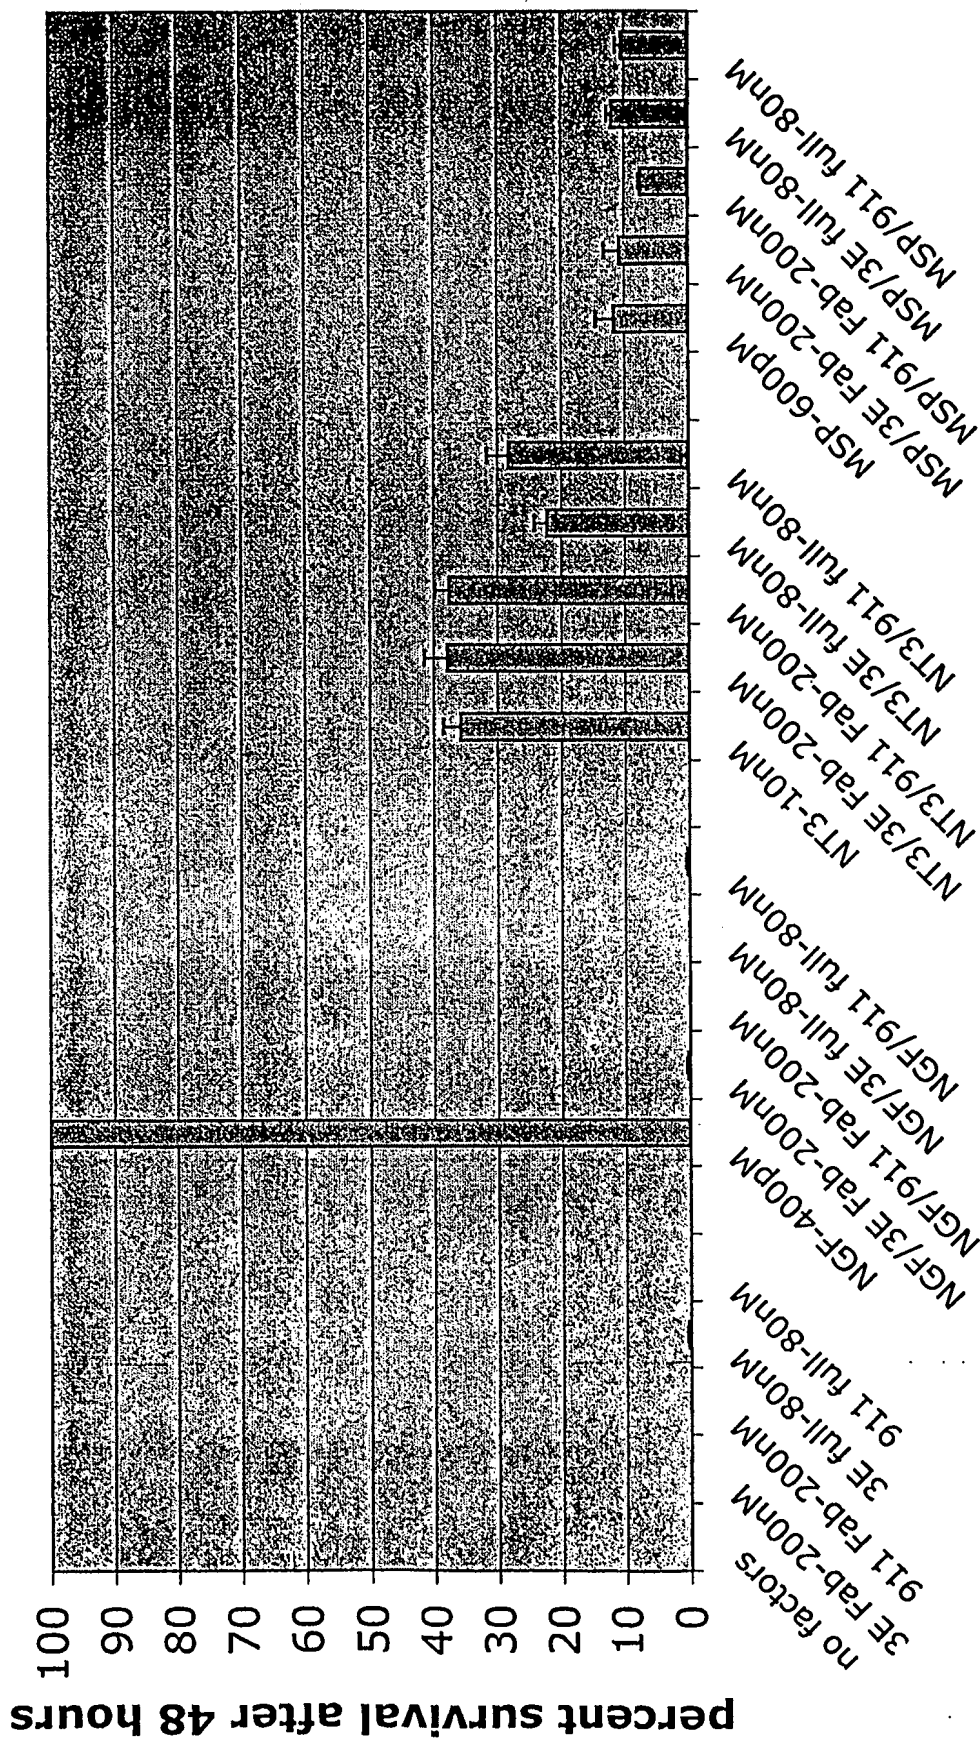 percent survival after 48 hours
100
90
80
70
60
50
40
30
20
10
0
no factors
3E Fab-200nM
911 Fab-200nM
3E full-80nM
911 full-80nM
NGF-400pM
NGF/3E Fab-200nM
NGF/911 Fab-200nM
NGF/3E full-80nM
NGF/911 full-80nM
NT3-10nM
NT3/3E Fab-200nM
NT3/911 Fab-200nM
NT3/3E full-80nM
NT3/911 full-80nM
MSP-600pM
MSP/3E Fab-200nM
MSP/911 Fab-200nM
MSP/3E full-80nM
MSP/911 full-80nM